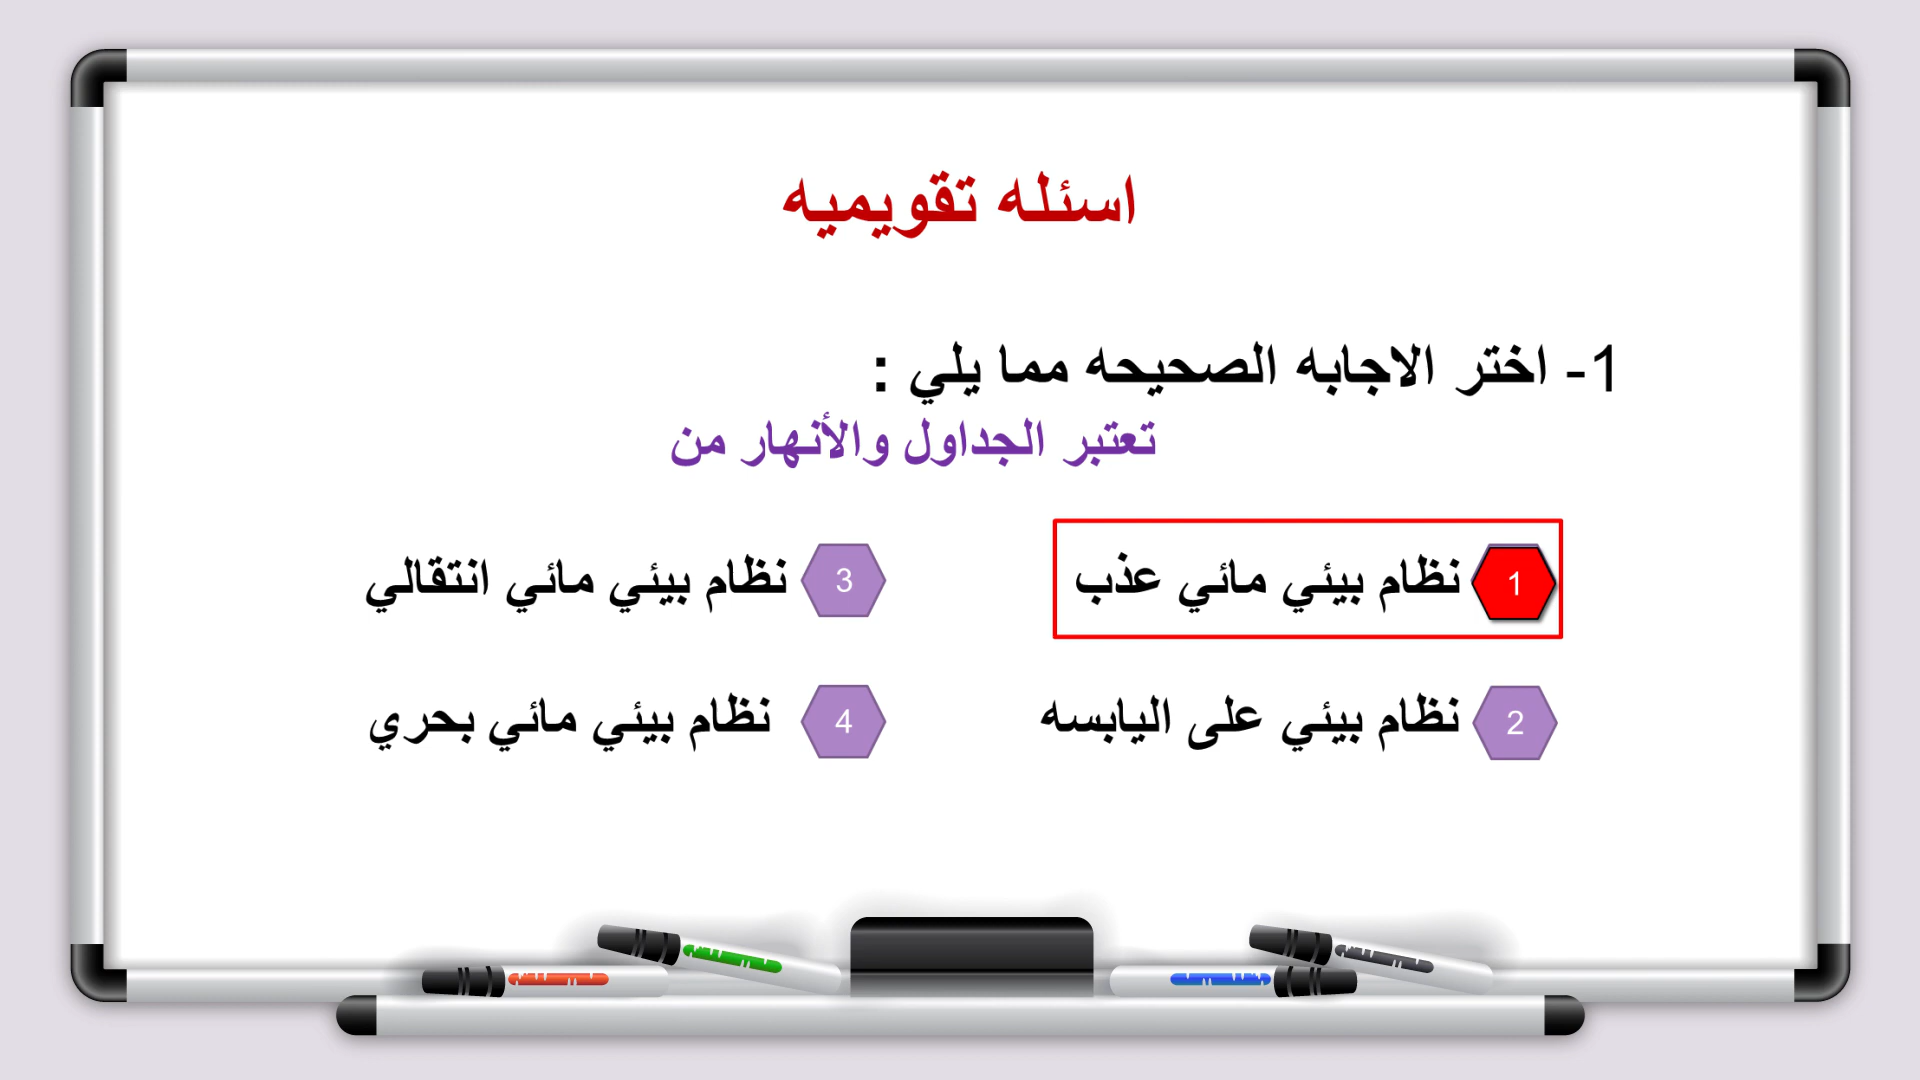 اسئله تقويميه
1- اختر الاجابه الصحيحه مما يلي :
تعتبر الجداول والأنهار من
1 نظام بيئي مائي عذب
3 نظام بيئي مائي انتقالي
2 نظام بيئي على اليابسه
4 نظام بيئي مائي بحري